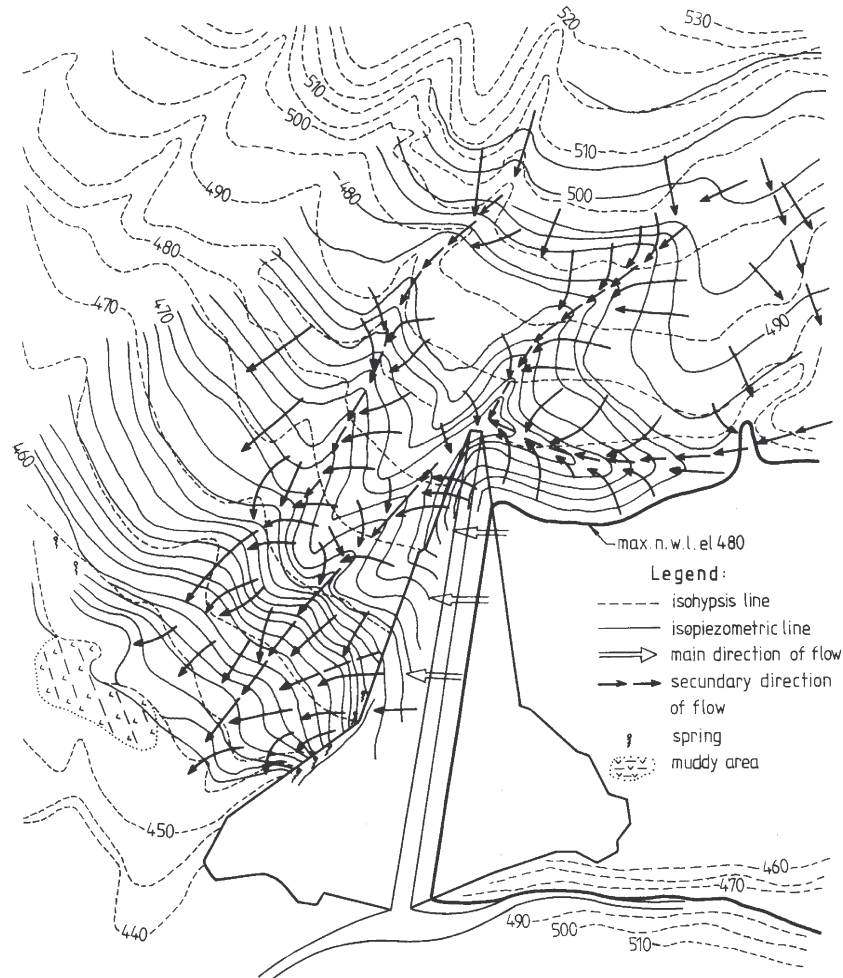 520
530
510
500
510
490
480
500
480
470
470
490
460
max. n. w. l. el 480
Legend:
isohypsis line
isopiezometric line
main direction of flow
secundary direction
of flow
spring
muddy area
450
460
470
440
490
500
510